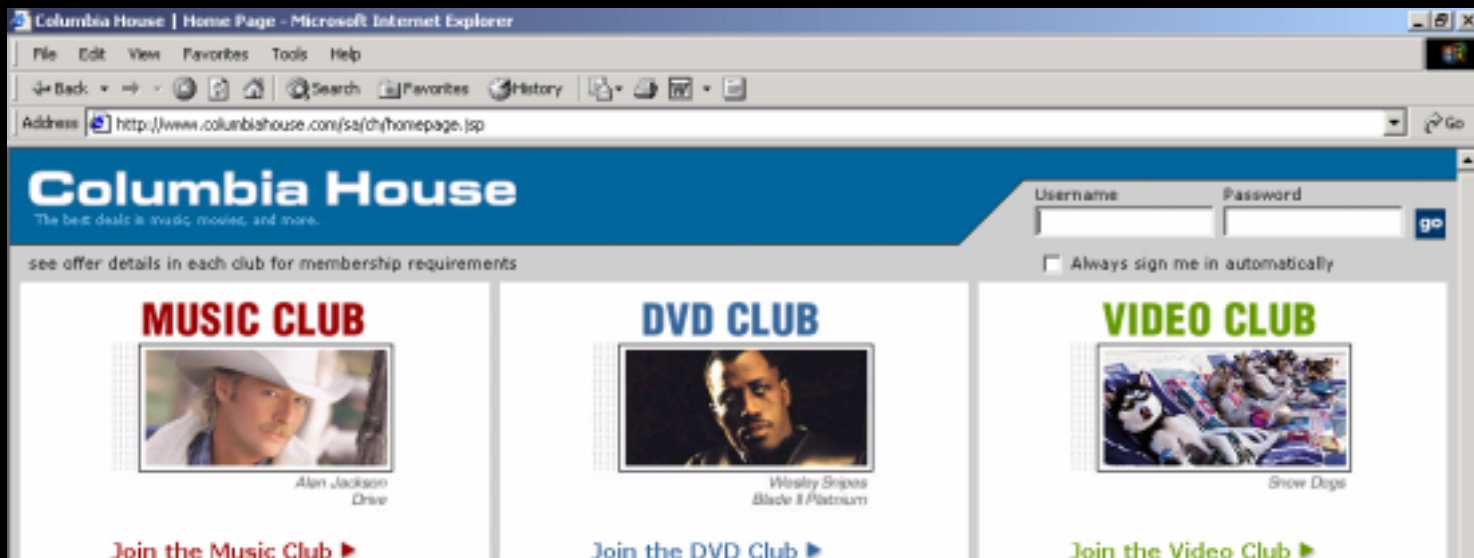 Columbia House | Home Page - Microsoft Internet Explorer
File Edit View Favorites Tools Help
Back Search Favorites History
Address http://www.columbiahouse.com/sa/ch/homepage.jsp Go
Columbia House
The best deals in music, movies, and more.
Username Password
go
see offer details in each club for membership requirements
Always sign me in automatically
MUSIC CLUB
Alan Jackson
Drive
Join the Music Club
DVD CLUB
Wesley Snipes
Blade II Platnium
Join the DVD Club
VIDEO CLUB
Snow Dogs
Join the Video Club